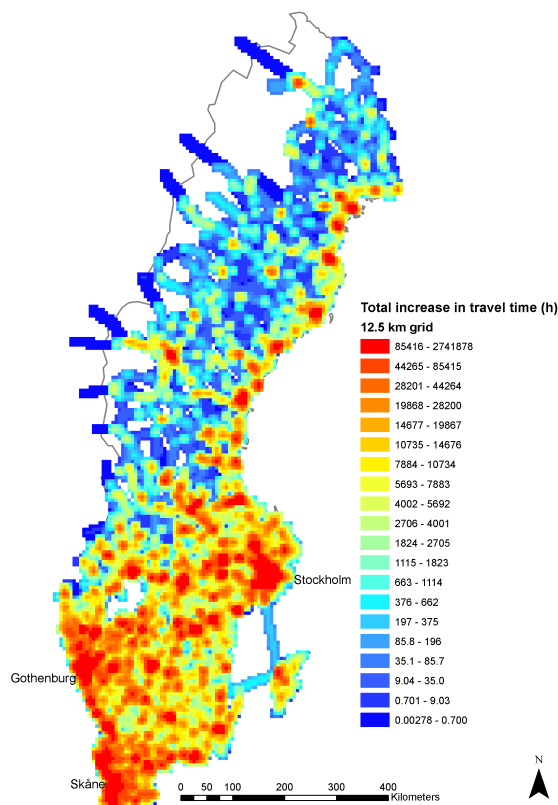 Total increase in travel time (h)
12.5 km grid
85416 - 2741878
44265 - 85415
28201 - 44264
19868 - 28200
14677 - 19867
10735 - 14676
7884 - 10734
5693 - 7883
4002 - 5692
2706 - 4001
1824 - 2705
1115 - 1823
663 - 1114
376 - 662
197 - 375
85.8 - 196
35.1 - 85.7
9.04 - 35.0
0.701 - 9.03
0.00278 - 0.700
Stockholm
Gothenburg
Skåne
N
0 50 100 200 300 400
Kilometers